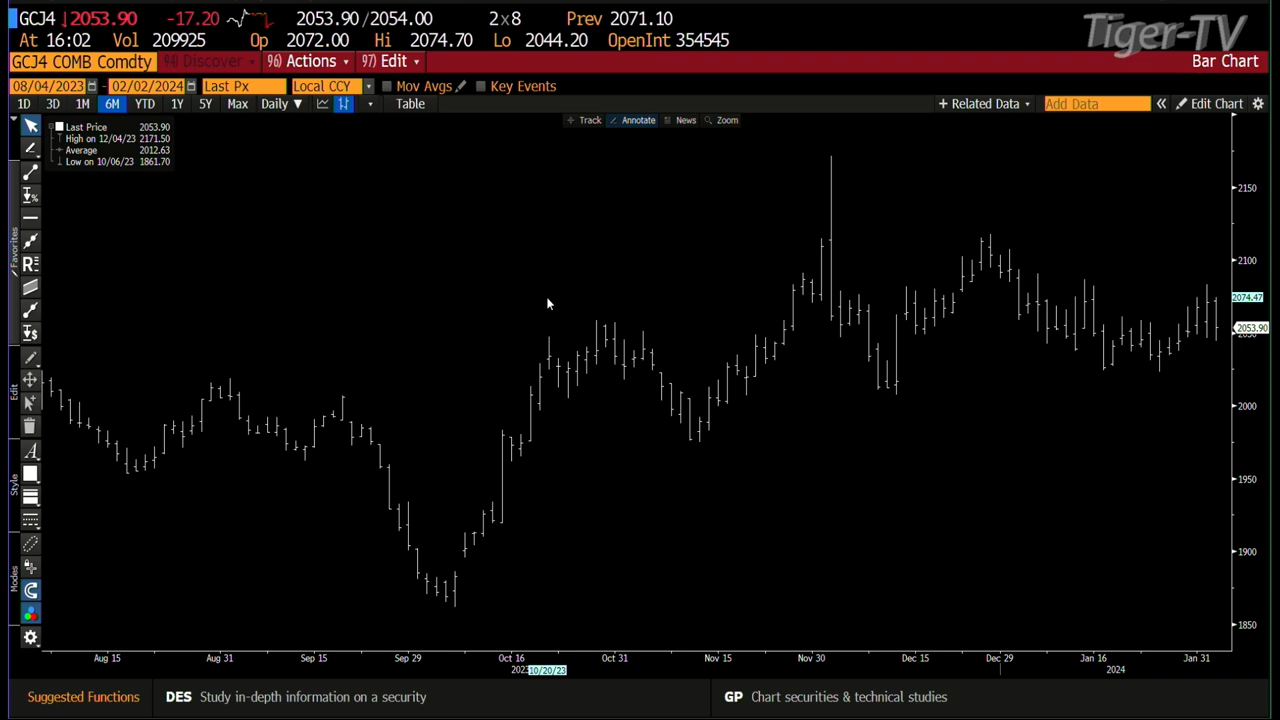 GCJ4 ↓2053.90 -17.20 2053.90/2054.00 2x8 Prev 2071.10
At 16:02 Vol 209925 Op 2072.00 Hi 2074.70 Lo 2044.20 OpenInt 354545
Tiger-TV
GCJ4 COMB Comdty 94) Discover 96) Actions 97) Edit Bar Chart
08/04/2023 - 02/02/2024 Last Px Local CCY Mov Avgs Key Events
1D 3D 1M 6M YTD 1Y 5Y Max Daily ▼ Table + Related Data Add Data « Edit Chart
Track Annotate News Zoom
Last Price 2053.90
High on 12/04/23 2171.50
Average 2012.63
Low on 10/06/23 1861.70
Favorites
Edit
Style
Modes
2150
2100
2074.47
2053.90
2000
1950
1900
1850
Aug 15 Aug 31 Sep 15 Sep 29 Oct 16 Oct 31 Nov 15 Nov 30 Dec 15 Dec 29 Jan 16 Jan 31
10/20/23 2024
Suggested Functions DES Study in-depth information on a security GP Chart securities & technical studies